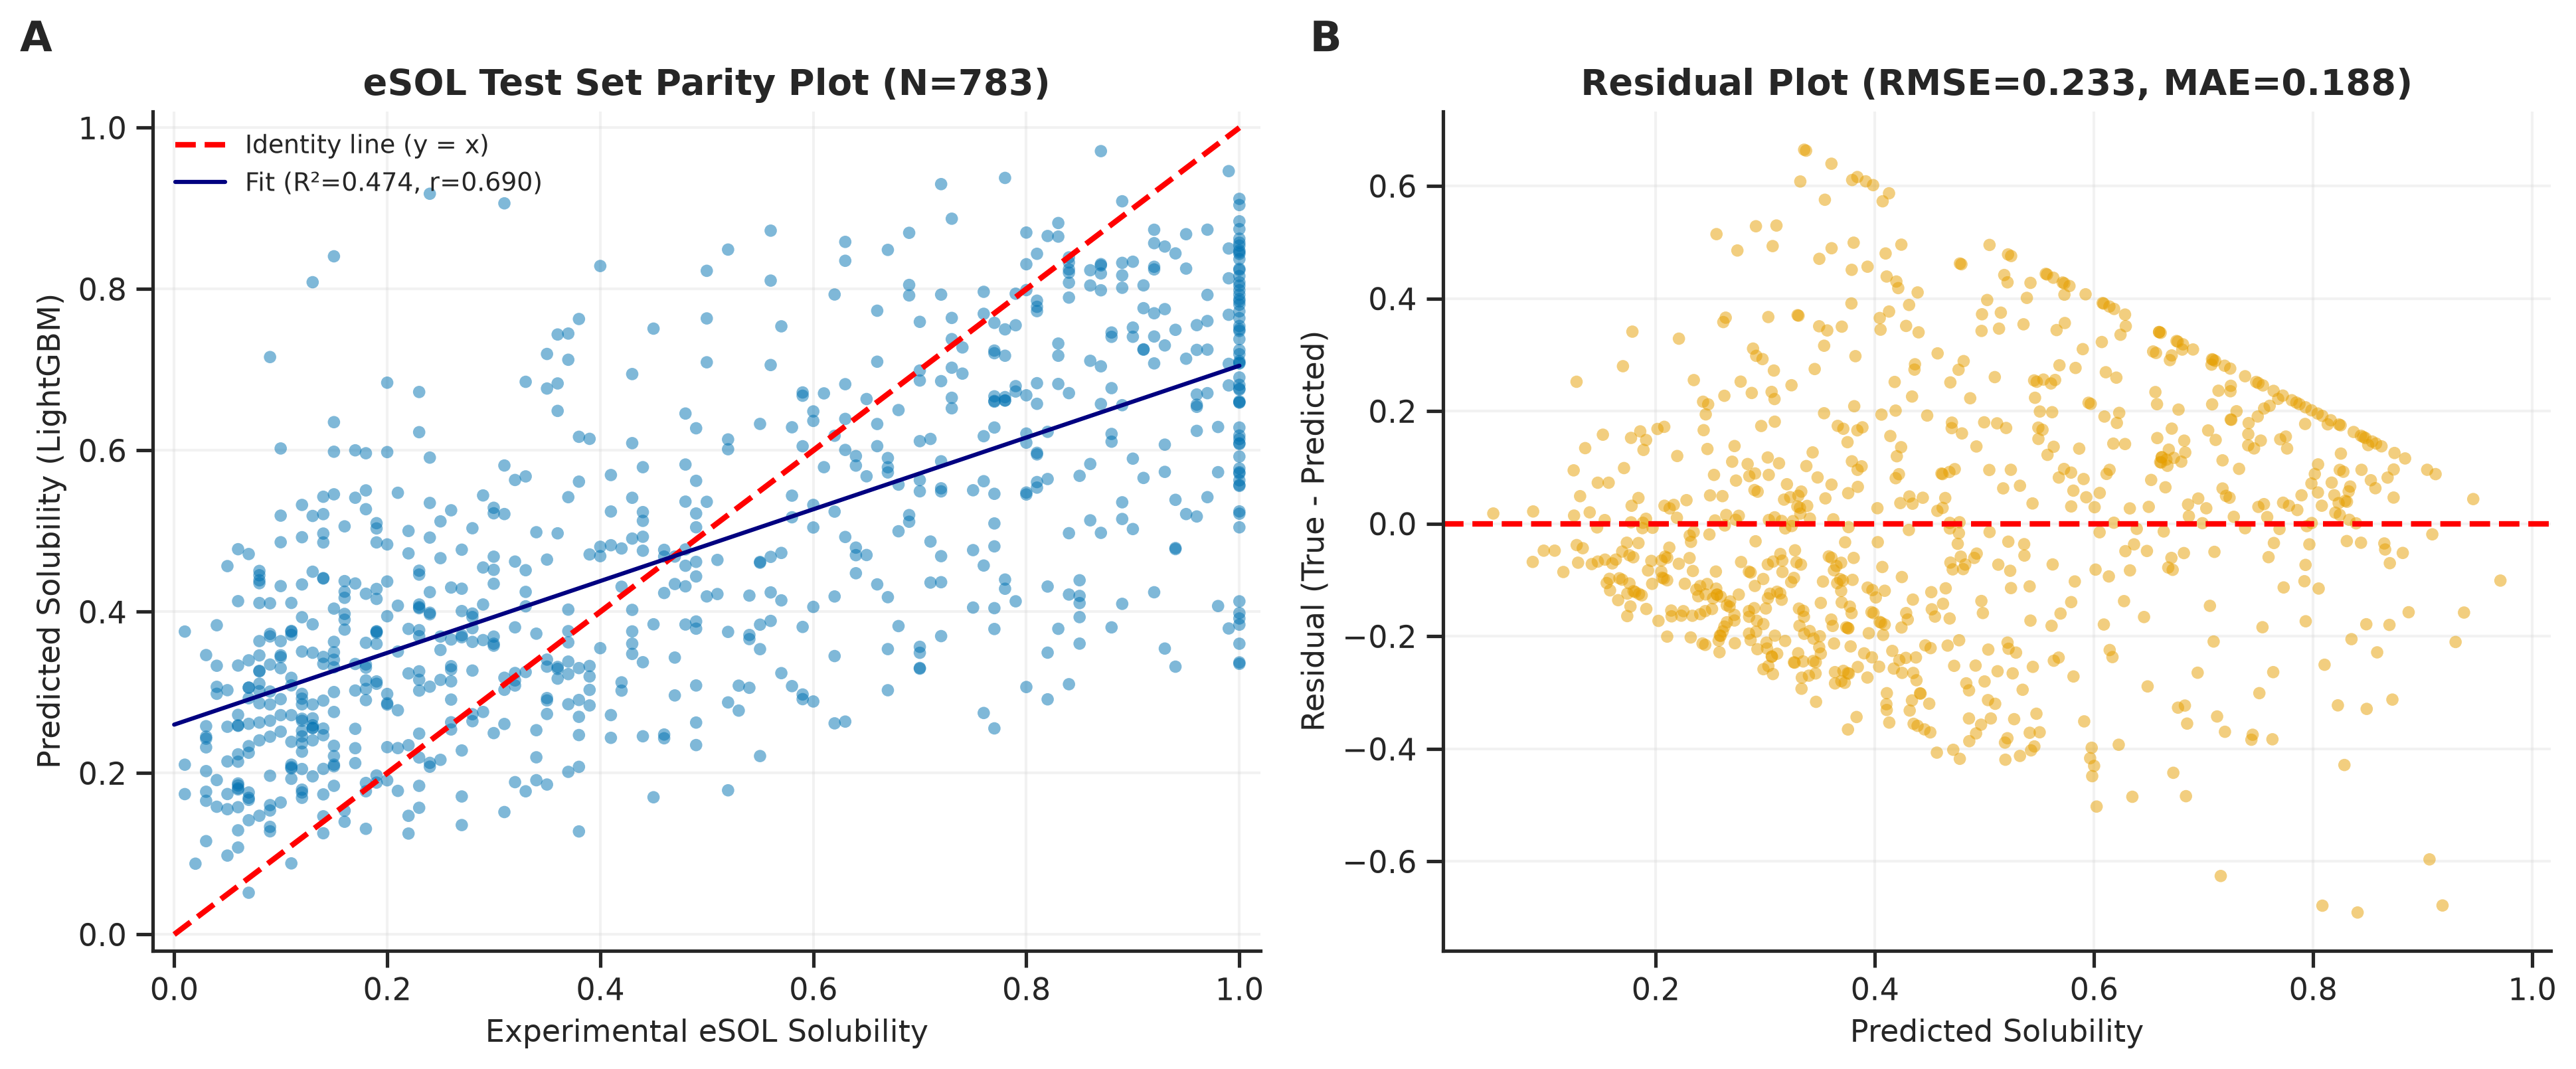 A
eSOL Test Set Parity Plot (N=783)
Identity line (y = x)
Fit (R²=0.474, r=0.690)
Predicted Solubility (LightGBM)
1.0
0.8
0.6
0.4
0.2
0.0
0.0 0.2 0.4 0.6 0.8 1.0
Experimental eSOL Solubility
B
Residual Plot (RMSE=0.233, MAE=0.188)
Residual (True - Predicted)
0.6
0.4
0.2
0.0
−0.2
−0.4
−0.6
0.2 0.4 0.6 0.8 1.0
Predicted Solubility